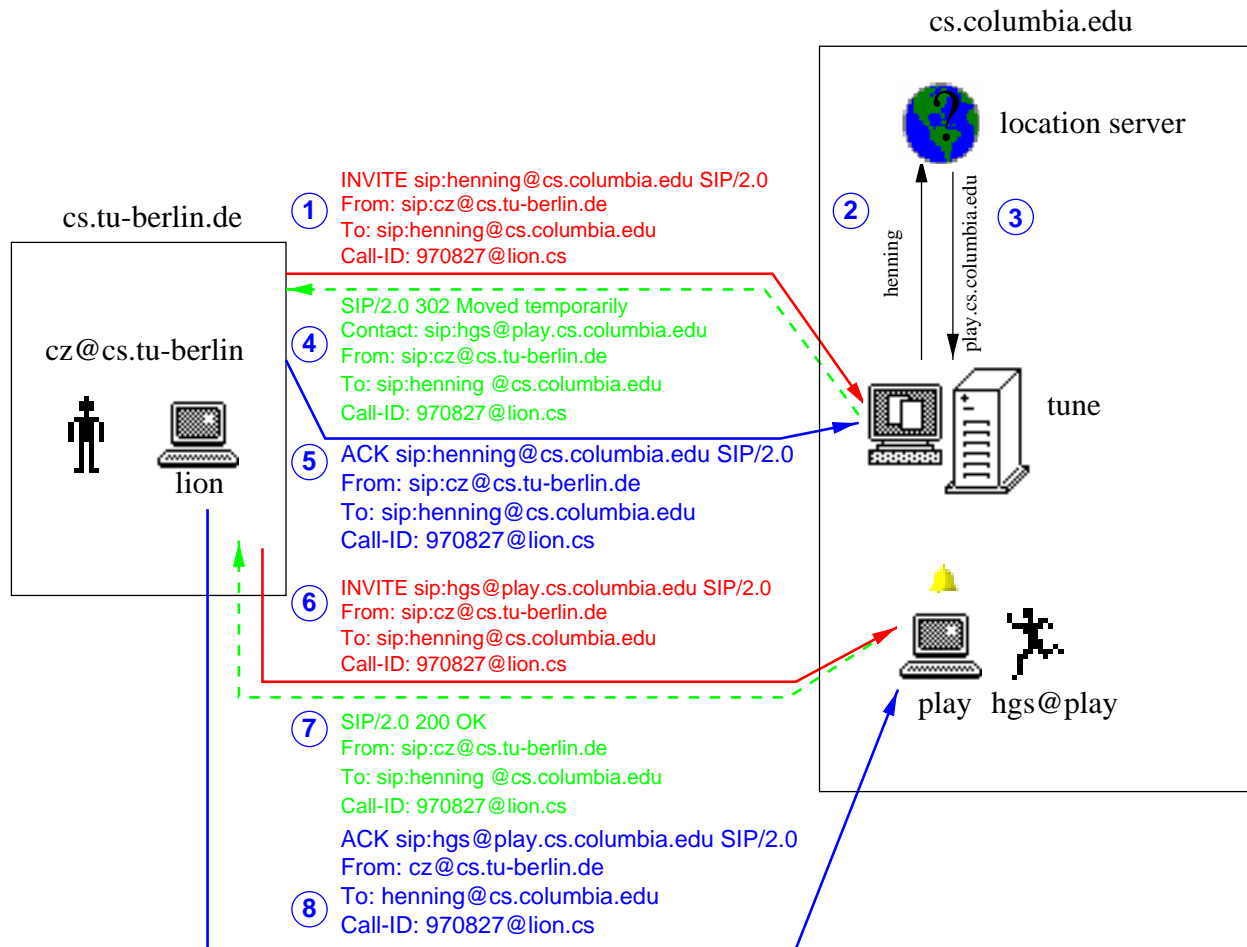 cs.columbia.edu
location server
INVITE sip:henning@cs.columbia.edu SIP/2.0
1
From: sip:cz@cs.tu-berlin.de
To: sip:henning@cs.columbia.edu
Call-ID: 970827@lion.cs
2
henning
play.cs.columbia.edu
3
cs.tu-berlin.de
cz@cs.tu-berlin
lion
SIP/2.0 302 Moved temporarily
4
Contact: sip:hgs@play.cs.columbia.edu
From: sip:cz@cs.tu-berlin.de
To: sip:henning @cs.columbia.edu
Call-ID: 970827@lion.cs
tune
5
ACK sip:henning@cs.columbia.edu SIP/2.0
From: sip:cz@cs.tu-berlin.de
To: sip:henning@cs.columbia.edu
Call-ID: 970827@lion.cs
6
INVITE sip:hgs@play.cs.columbia.edu SIP/2.0
From: sip:cz@cs.tu-berlin.de
To: sip:henning@cs.columbia.edu
Call-ID: 970827@lion.cs
play
hgs@play
7
SIP/2.0 200 OK
From: sip:cz@cs.tu-berlin.de
To: sip:henning @cs.columbia.edu
Call-ID: 970827@lion.cs
ACK sip:hgs@play.cs.columbia.edu SIP/2.0
From: cz@cs.tu-berlin.de
8
To: henning@cs.columbia.edu
Call-ID: 970827@lion.cs